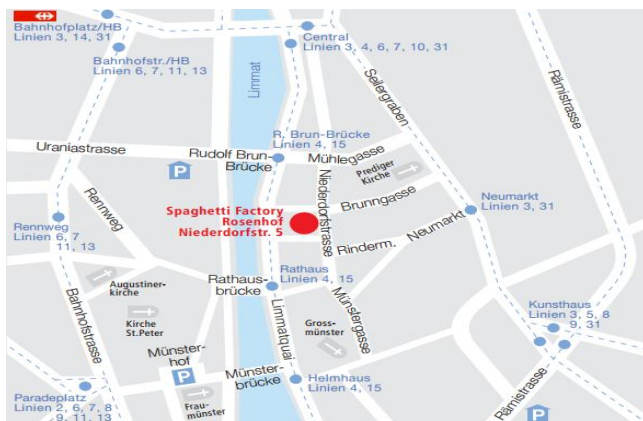 Bahnhofplatz/HB
Linien 3, 14, 31
Bahnhofstr./HB
Linien 6, 7, 11, 13
Central
Linien 3, 4, 6, 7, 10, 31
Limmat
Seilergraben
Rämistrasse
R. Brun-Brücke
Linien 4, 15
Uraniastrasse
Rudolf Brun-
Brücke
Mühlegasse
P
Prediger
Kirche
Rennweg
Niederdorfstrasse
Brunngasse
Neumarkt
Linien 3, 31
Spaghetti Factory
Rosenhof
Niederdorfstr. 5
Rennweg
Linien 6, 7
11, 13
Rinderm.
Neumarkt
Augustiner-
kirche
Rathaus-
brücke
Rathaus
Linien 4, 15
Bahnhofstrasse
Kirche
St.Peter
Limmatquai
Gross-
münster
Münstergasse
Kunsthaus
Linien 3, 5, 8
9, 31
Münster-
hof
P
Münster-
brücke
Helmhaus
Linien 4, 15
Paradeplatz
Linien 2, 6, 7, 8
9, 11, 13
Frau-
münster
Rämistrasse
P